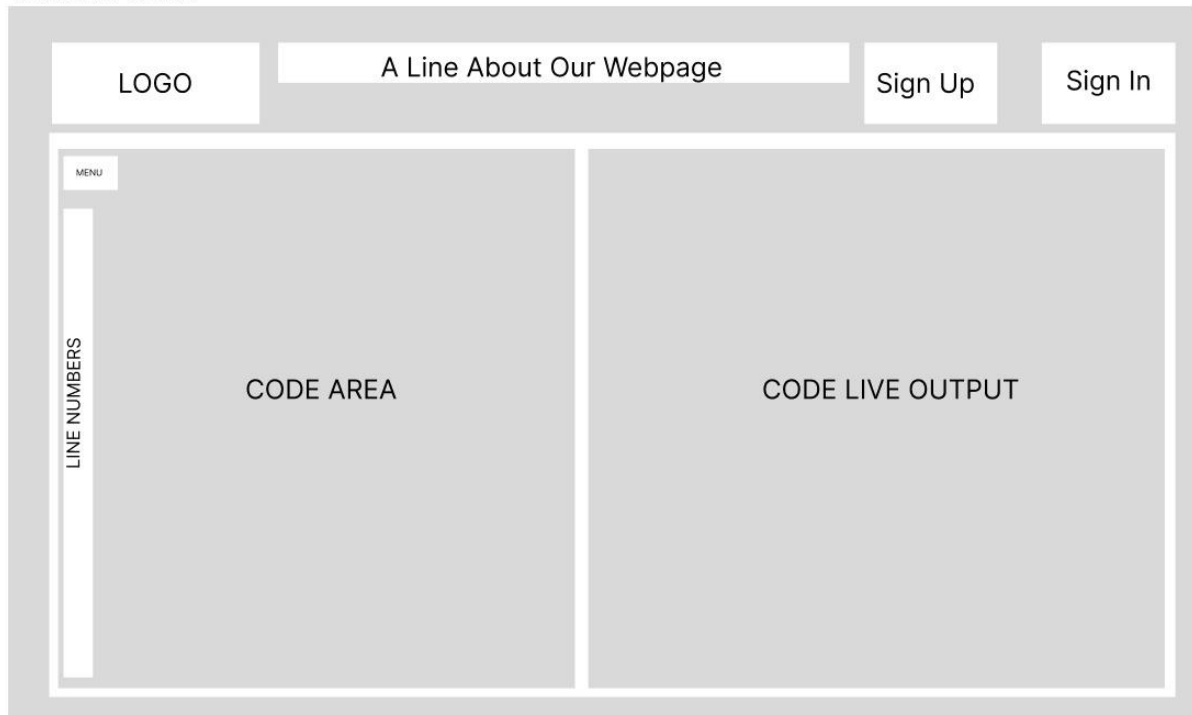 LOGO
A Line About Our Webpage
Sign Up
Sign In
MENU
LINE NUMBERS
CODE AREA
CODE LIVE OUTPUT